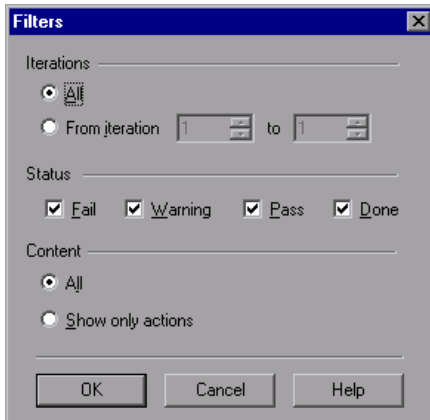 Filters
Iterations
All
From iteration 1 to 1
Status
Fail Warning Pass Done
Content
All
Show only actions
OK Cancel Help